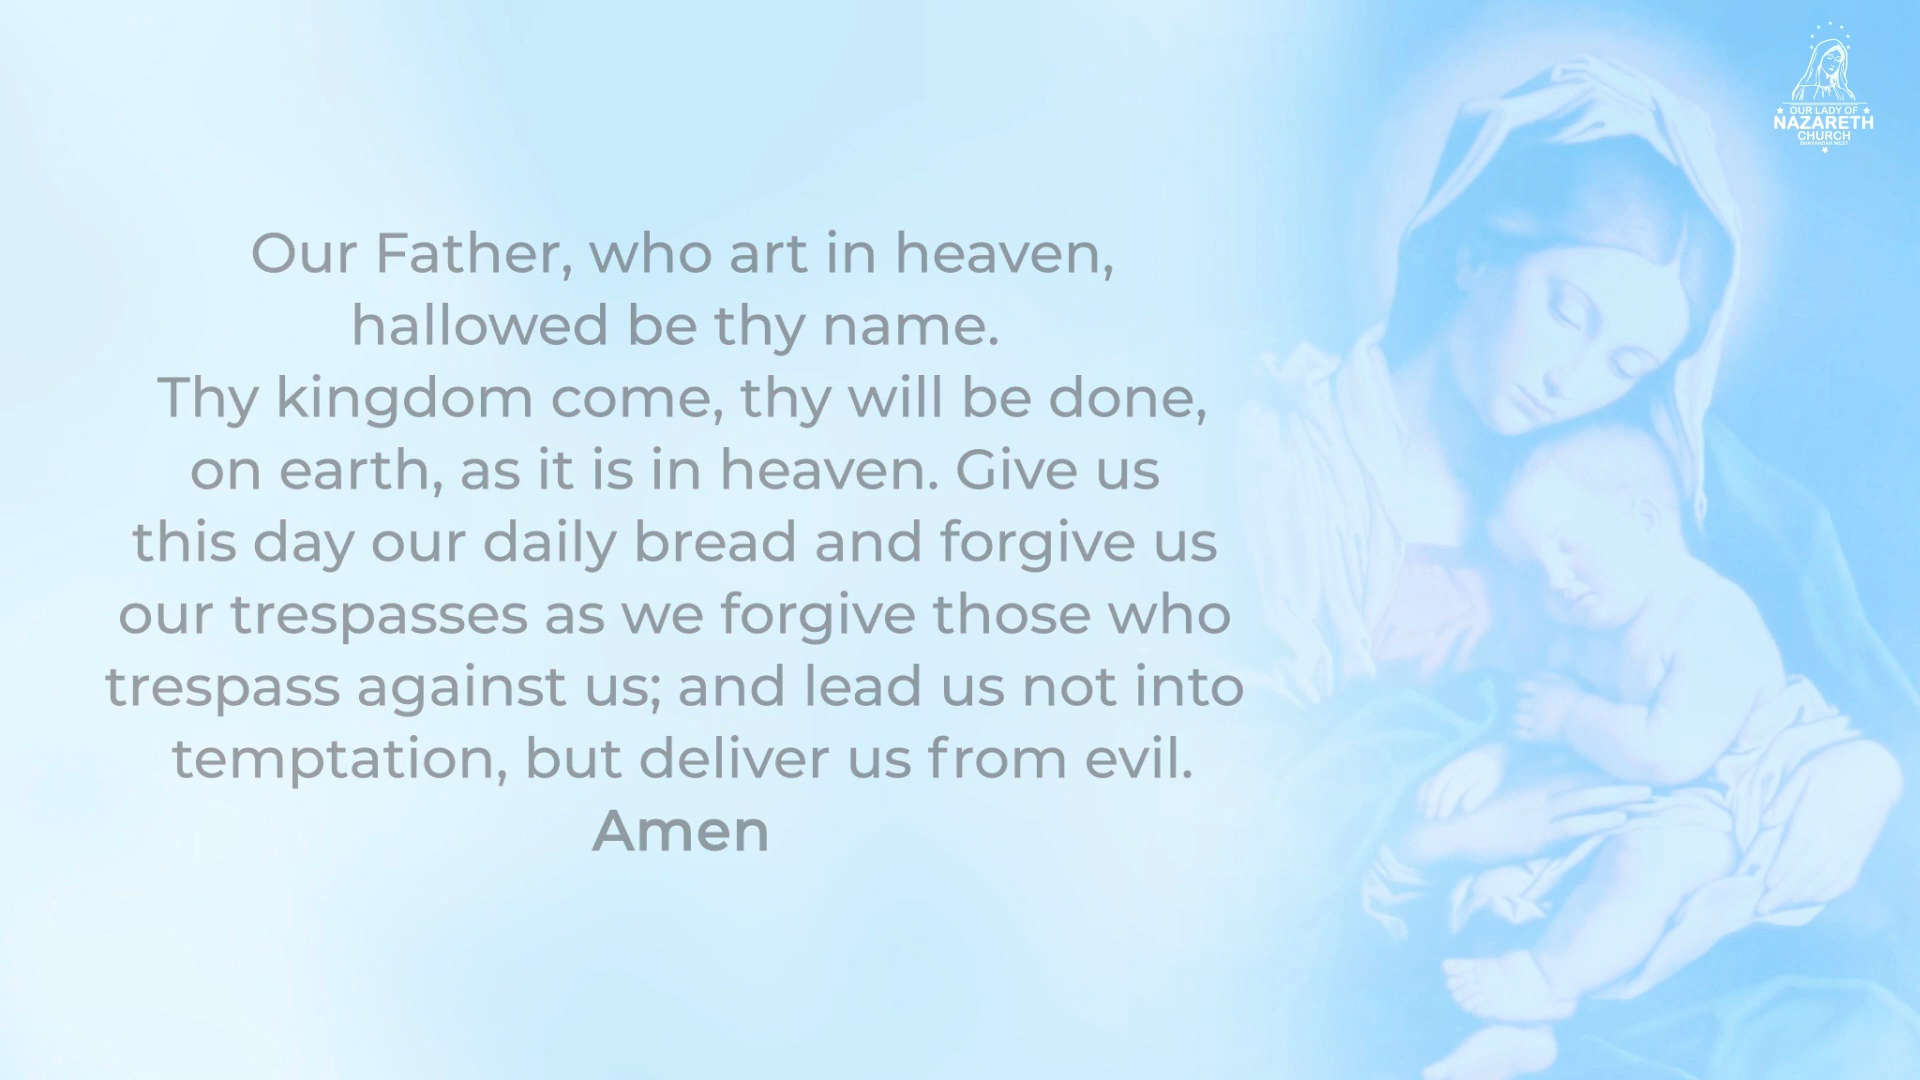 Our Father, who art in heaven,
hallowed be thy name.
Thy kingdom come, thy will be done,
on earth, as it is in heaven. Give us
this day our daily bread and forgive us
our trespasses as we forgive those who
trespass against us; and lead us not into
temptation, but deliver us from evil.
Amen
OUR LADY OF
NAZARETH
CHURCH
BHAYANDAR WEST